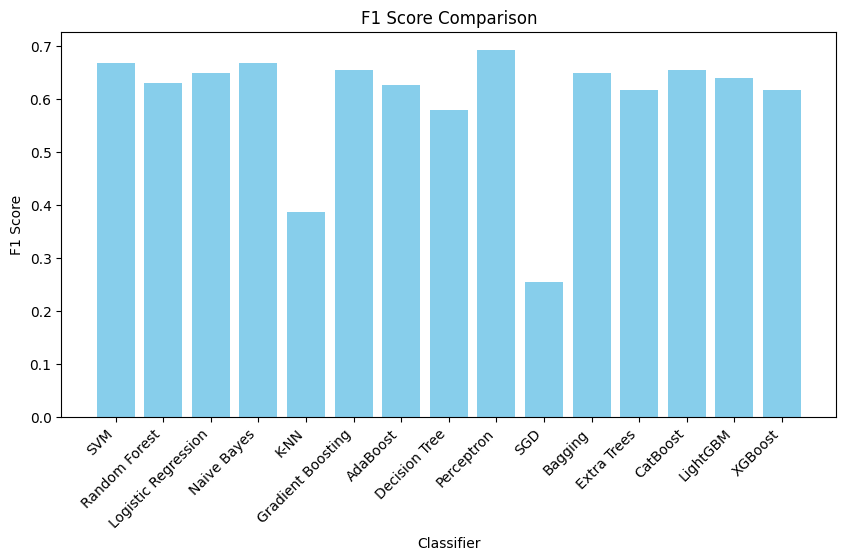 F1 Score Comparison
F1 Score
0.7
0.6
0.5
0.4
0.3
0.2
0.1
0.0
SVM
Random Forest
Logistic Regression
Naive Bayes
K-NN
Gradient Boosting
AdaBoost
Decision Tree
Perceptron
SGD
Bagging
Extra Trees
CatBoost
LightGBM
XGBoost
Classifier